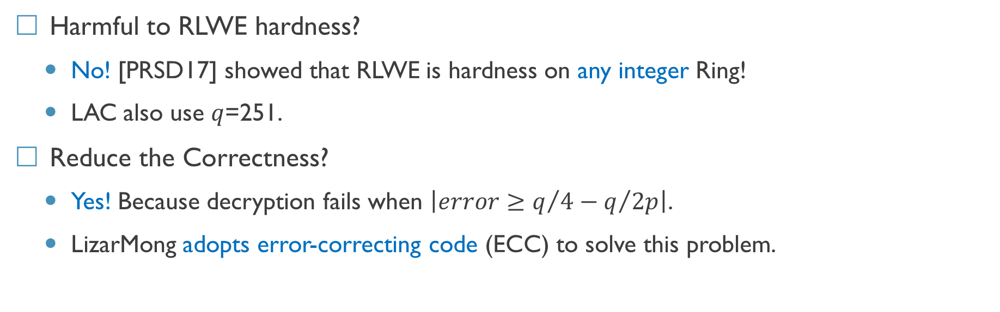 Harmful to RLWE hardness?
No! [PRSD17] showed that RLWE is hardness on any integer Ring!
LAC also use q=251.
Reduce the Correctness?
Yes! Because decryption fails when |error ≥ q/4 − q/2p|.
LizarMong adopts error-correcting code (ECC) to solve this problem.